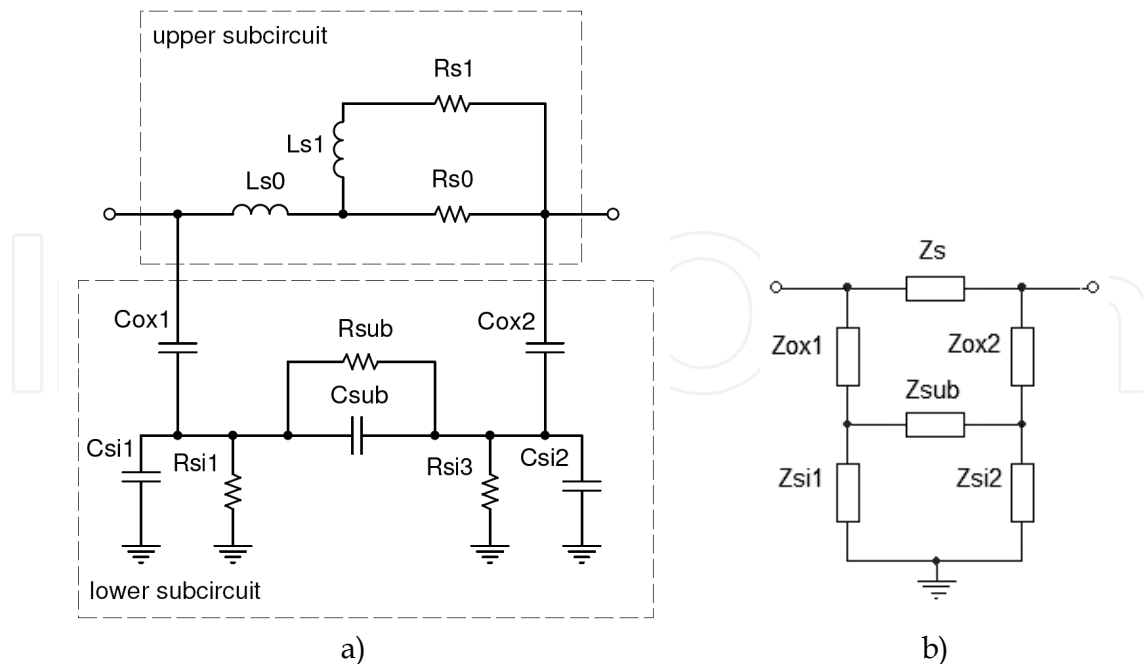 upper subcircuit
Rs1
Ls1
Ls0
Rs0
Cox1
Rsub
Cox2
Csub
Csi1
Rsi1
Rsi3
Csi2
lower subcircuit
a)
Zs
Zox1
Zox2
Zsub
Zsi1
Zsi2
b)